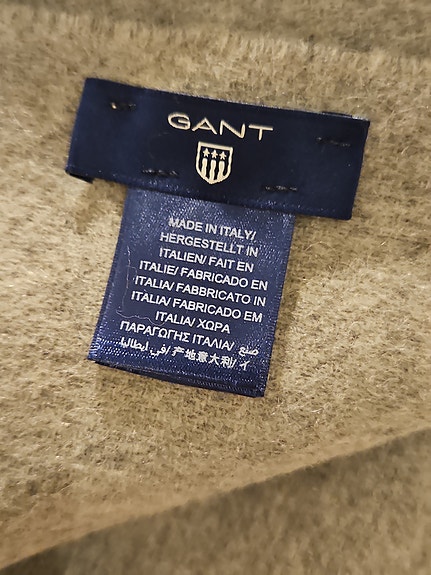 GANT
MADE IN ITALY/
HERGESTELLT IN
ITALIEN/ FAIT EN
ITALIE/ FABRICADO EN
ITALIA/ FABBRICATO IN
ITALIA/ FABRICADO EM
ITALIA/ ΧΩΡΑ
ΠΑΡΑΓΩΓΗΣ ΙΤΑΛΙΑ/ صنع
في ايطاليا/ 产地意大利/ イ